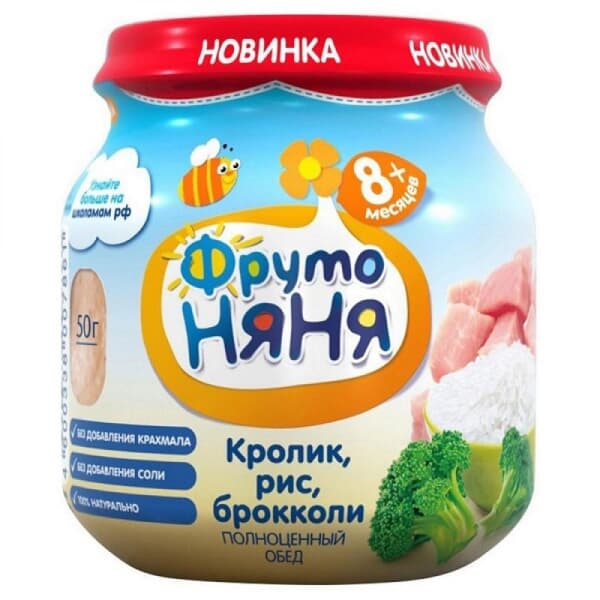 НОВИНКА
НОВИНКА
Узнайте
больше на
школамам рф
8+
месяцев
Фруто
НЯНЯ
50г
БЕЗ ДОБАВЛЕНИЯ КРАХМАЛА
БЕЗ ДОБАВЛЕНИЯ СОЛИ
100% НАТУРАЛЬНО
Кролик,
рис,
брокколи
ПОЛНОЦЕННЫЙ
ОБЕД